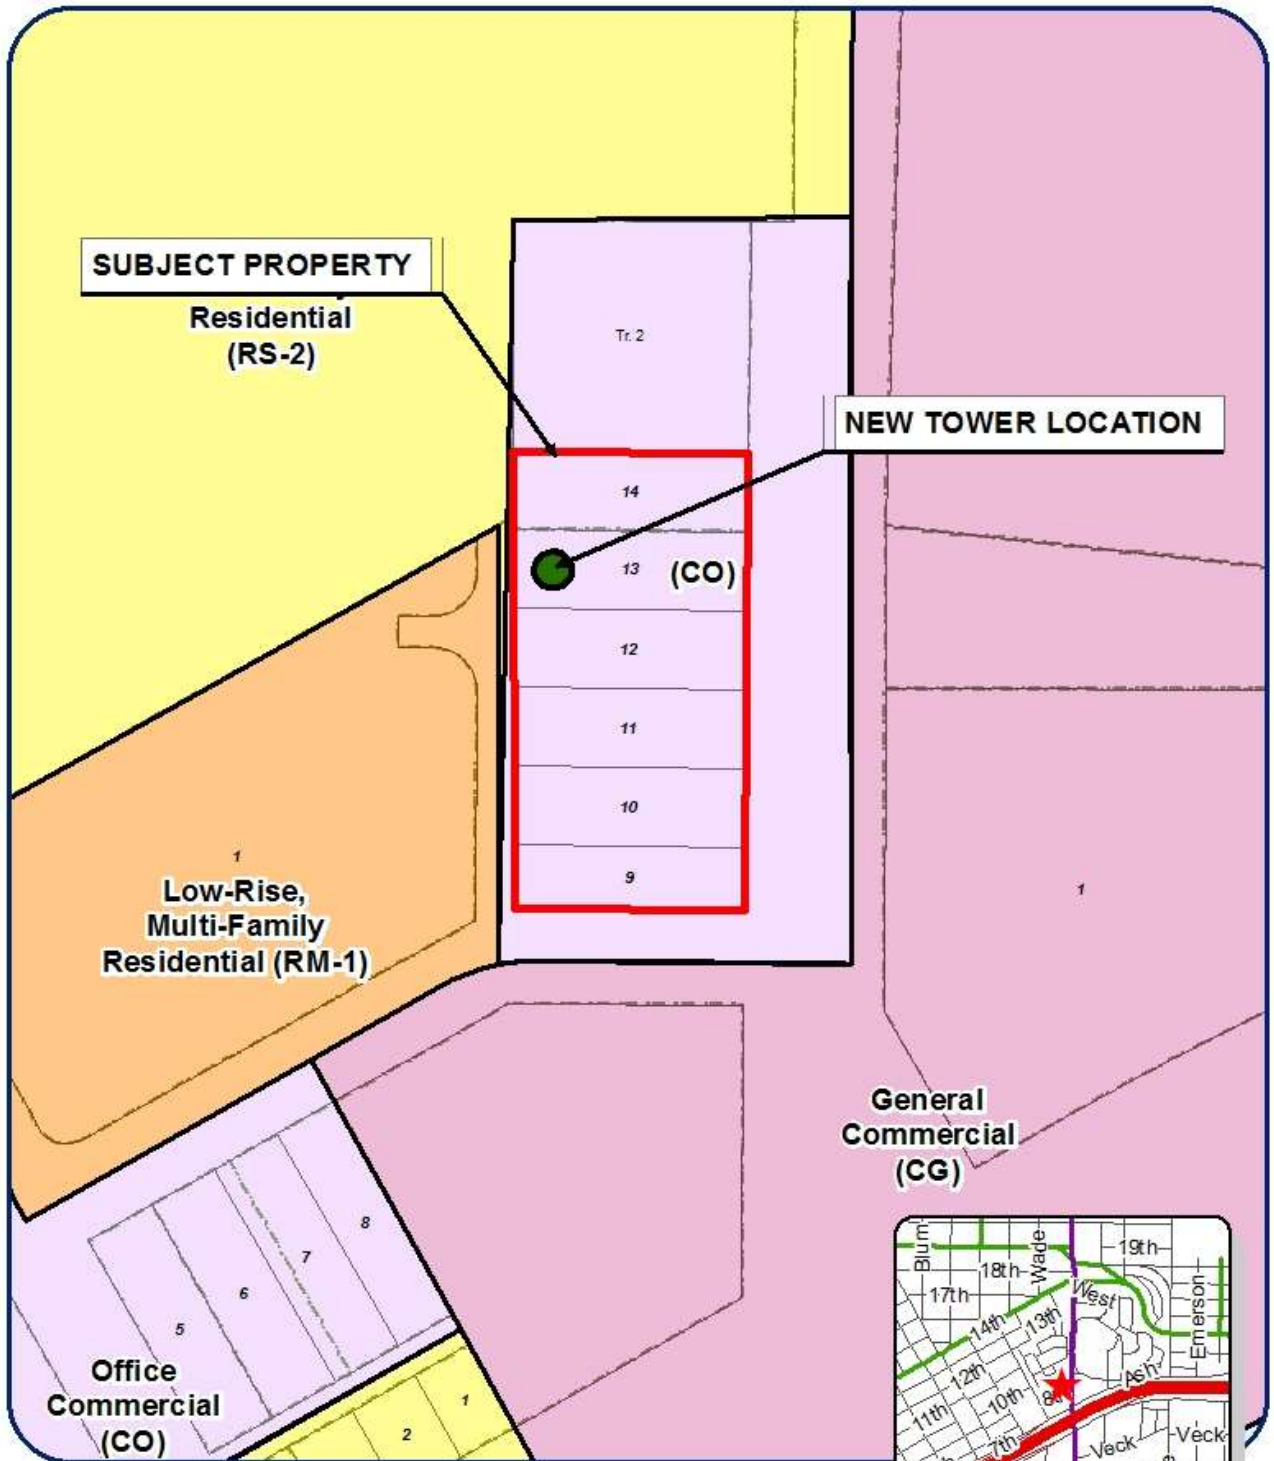 SUBJECT PROPERTY
Residential
(RS-2)
Tr. 2
NEW TOWER LOCATION
14
13
(CO)
12
11
10
9
1
Low-Rise,
Multi-Family
Residential (RM-1)
1
General
Commercial
(CG)
8
7
6
5
Office
Commercial
(CO)
1
2
Blum
Wade
19th
18th
17th
West
Emerson
14th
13th
12th
Ash
10th
11th
7th
Veck
Veck